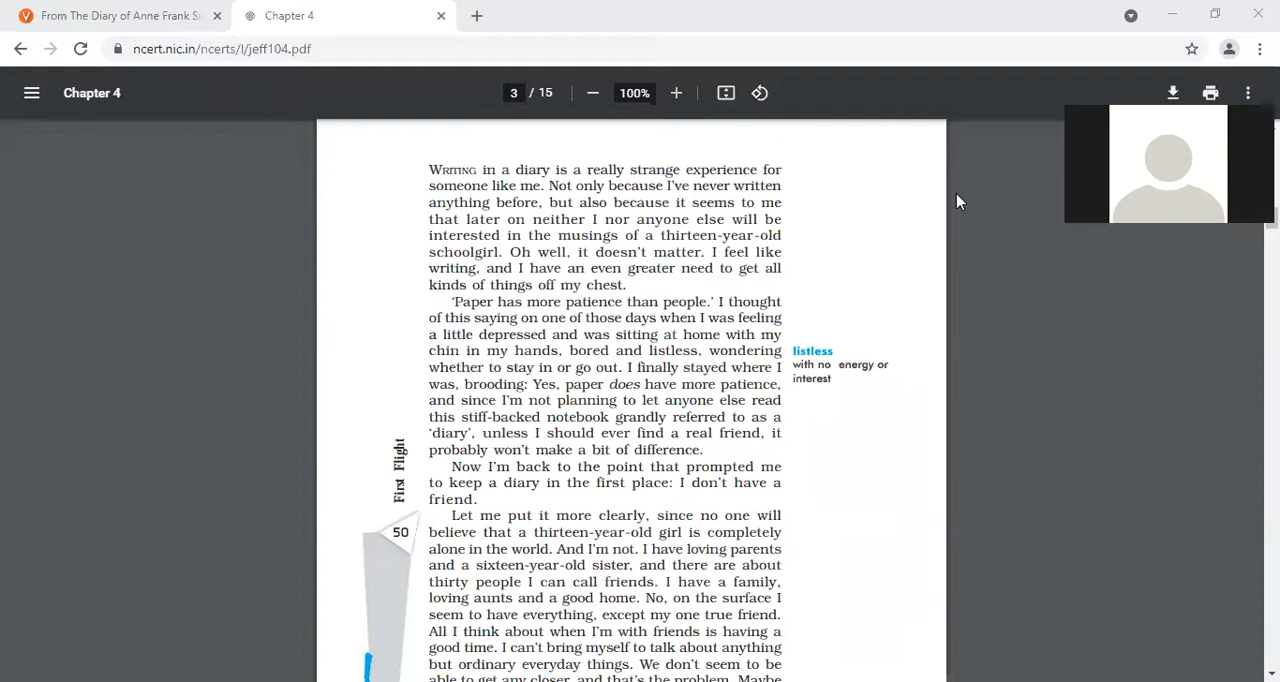 From The Diary of Anne Frank S
Chapter 4
ncert.nic.in/ncerts/l/jeff104.pdf
Chapter 4
3 / 15
100%
WRITING in a diary is a really strange experience for
someone like me. Not only because I've never written
anything before, but also because it seems to me
that later on neither I nor anyone else will be
interested in the musings of a thirteen-year-old
schoolgirl. Oh well, it doesn't matter. I feel like
writing, and I have an even greater need to get all
kinds of things off my chest.
‘Paper has more patience than people.’ I thought
of this saying on one of those days when I was feeling
a little depressed and was sitting at home with my
chin in my hands, bored and listless, wondering
whether to stay in or go out. I finally stayed where I
was, brooding: Yes, paper does have more patience,
and since I'm not planning to let anyone else read
this stiff-backed notebook grandly referred to as a
‘diary’, unless I should ever find a real friend, it
probably won't make a bit of difference.
Now I'm back to the point that prompted me
to keep a diary in the first place: I don't have a
friend.
Let me put it more clearly, since no one will
believe that a thirteen-year-old girl is completely
alone in the world. And I'm not. I have loving parents
and a sixteen-year-old sister, and there are about
thirty people I can call friends. I have a family,
loving aunts and a good home. No, on the surface I
seem to have everything, except my one true friend.
All I think about when I'm with friends is having a
good time. I can't bring myself to talk about anything
but ordinary everyday things. We don't seem to be
able to get any closer, and that's the problem. Maybe
listless
with no energy or
interest
First Flight
50